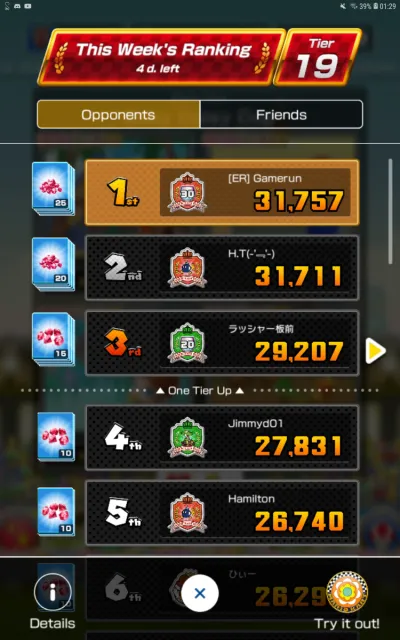 39% 01:29
This Week's Ranking
4 d. left
Tier
19
Opponents
Friends
25
1st
30
[ER] Gamerun
31,757
20
2nd
31,711
15
3rd
20
ラッシャー板前
29,207
One Tier Up
10
4th
Jimmyd01
27,831
10
5th
Hamilton
26,740
6th
ひぃー
Details
Try it out!